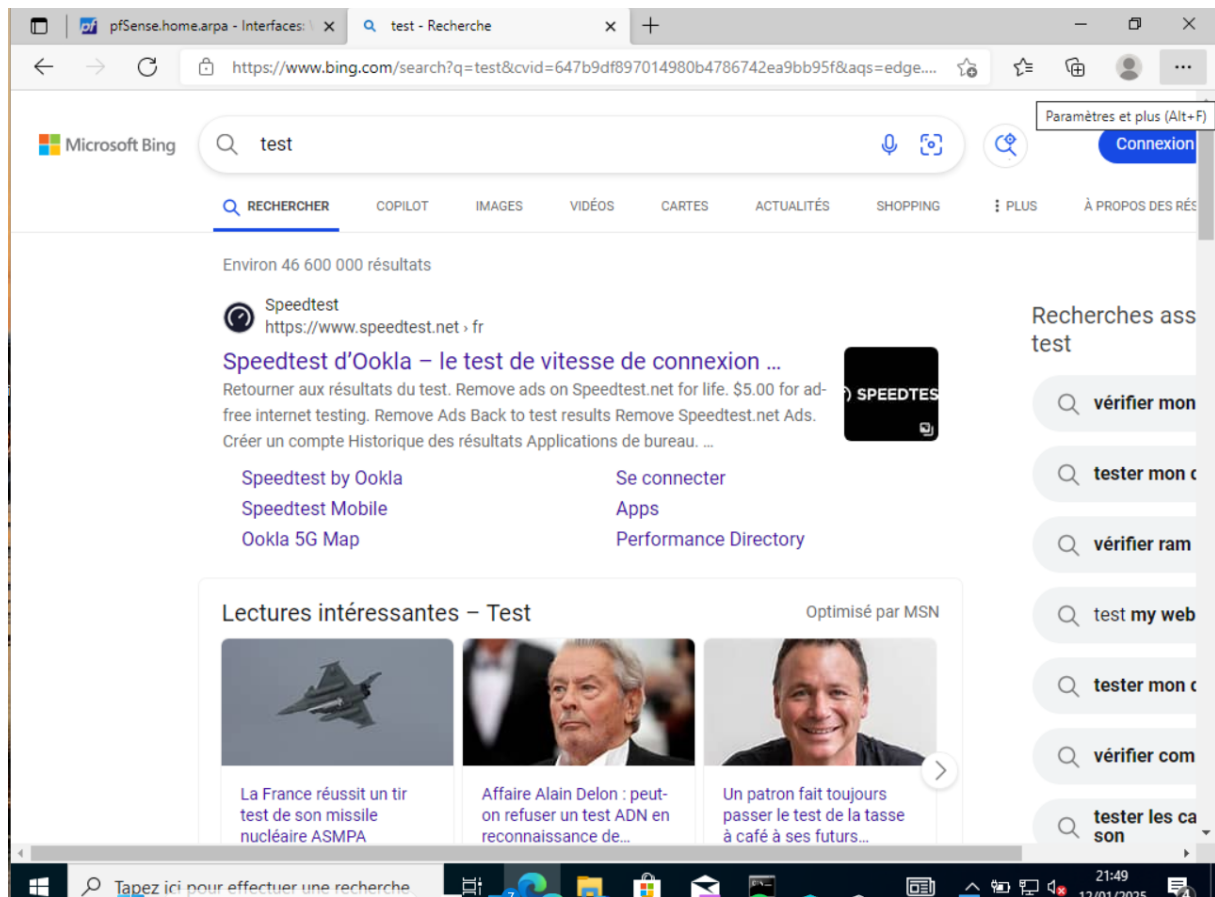 pfSense.home.arpa - Interfaces:
test - Recherche
https://www.bing.com/search?q=test&cvid=647b9df897014980b4786742ea9bb95f&aqs=edge....
Paramètres et plus (Alt+F)
Microsoft Bing
test
Connexion
RECHERCHER
COPILOT
IMAGES
VIDÉOS
CARTES
ACTUALITÉS
SHOPPING
PLUS
À PROPOS DES RÉS
Environ 46 600 000 résultats
Speedtest
https://www.speedtest.net › fr
Speedtest d’Ookla – le test de vitesse de connexion ...
Retourner aux résultats du test. Remove ads on Speedtest.net for life. $5.00 for ad-
free internet testing. Remove Ads Back to test results Remove Speedtest.net Ads.
Créer un compte Historique des résultats Applications de bureau. ...
SPEEDTES
Speedtest by Ookla
Se connecter
Speedtest Mobile
Apps
Ookla 5G Map
Performance Directory
Lectures intéressantes – Test
Optimisé par MSN
La France réussit un tir
test de son missile
nucléaire ASMPA
Affaire Alain Delon : peut-
on refuser un test ADN en
reconnaissance de...
Un patron fait toujours
passer le test de la tasse
à café à ses futurs...
Recherches ass
test
vérifier mon
tester mon
vérifier ram
test my web
tester mon
vérifier com
tester les ca
son
Tapez ici pour effectuer une recherche
7
21:49
12/01/2025
4